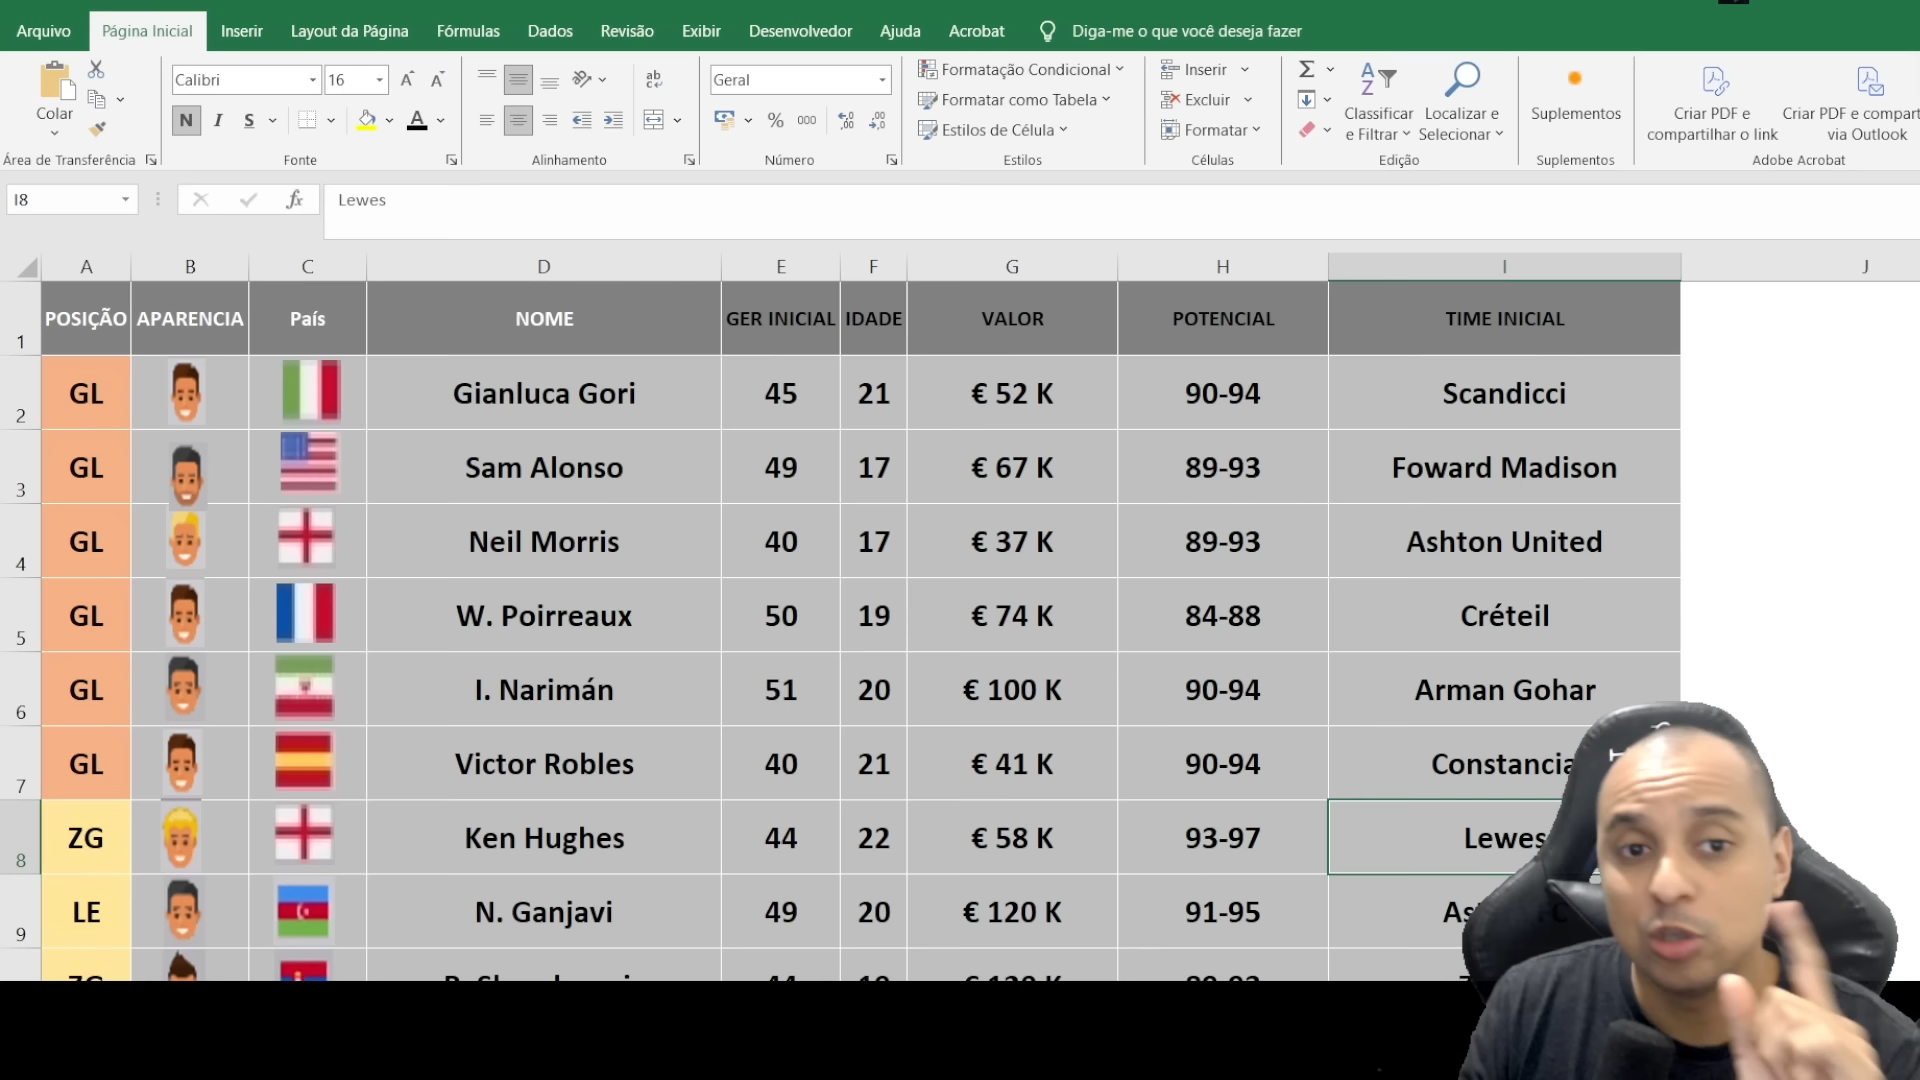 Arquivo Página Inicial Inserir Layout da Página Fórmulas Dados Revisão Exibir Desenvolvedor Ajuda Acrobat Diga-me o que você deseja fazer
Colar
Calibri 16
N I S
ab
Geral
% 000
Formatação Condicional
Formatar como Tabela
Estilos de Célula
Inserir
Excluir
Formatar
Classificar e Filtrar
Localizar e Selecionar
Suplementos
Criar PDF e compartilhar o link
Criar PDF e compart
via Outlook
Área de Transferência Fonte Alinhamento Número Estilos Células Edição Suplementos Adobe Acrobat
I8 fx Lewes
A B C D E F G H I J
1 POSIÇÃO APARENCIA País NOME GER INICIAL IDADE VALOR POTENCIAL TIME INICIAL
2 GL Gianluca Gori 45 21 € 52 K 90-94 Scandicci
3 GL Sam Alonso 49 17 € 67 K 89-93 Foward Madison
4 GL Neil Morris 40 17 € 37 K 89-93 Ashton United
5 GL W. Poirreaux 50 19 € 74 K 84-88 Créteil
6 GL I. Narimán 51 20 € 100 K 90-94 Arman Gohar
7 GL Victor Robles 40 21 € 41 K 90-94 Constancia
8 ZG Ken Hughes 44 22 € 58 K 93-97 Lewes
9 LE N. Ganjavi 49 20 € 120 K 91-95